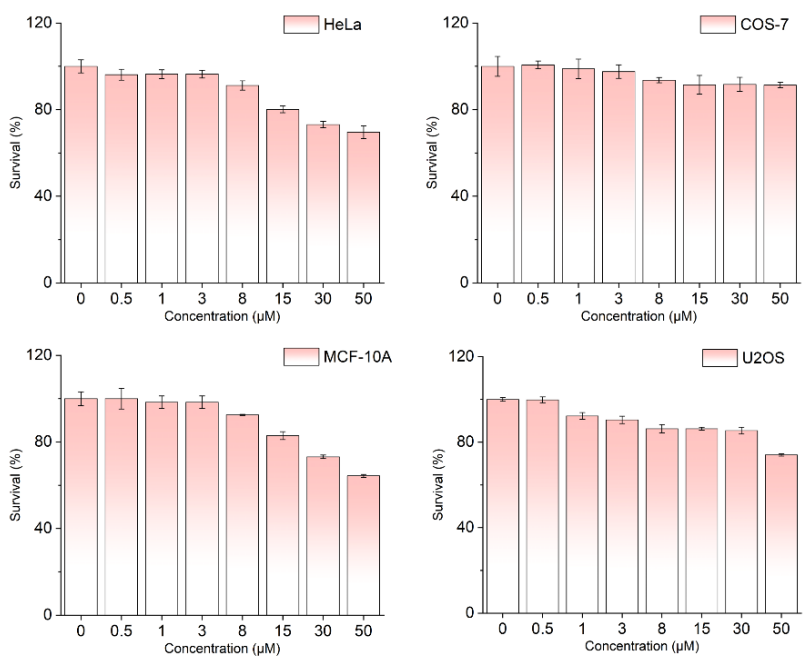 HeLa
120
80
40
0
Survival (%)
0 0.5 1 3 8 15 30 50
Concentration (μM)
COS-7
120
80
40
0
Survival (%)
0 0.5 1 3 8 15 30 50
Concentration (μM)
MCF-10A
120
80
40
0
Survival (%)
0 0.5 1 3 8 15 30 50
Concentration (μM)
U2OS
120
80
40
0
Survival (%)
0 0.5 1 3 8 15 30 50
Concentration (μM)